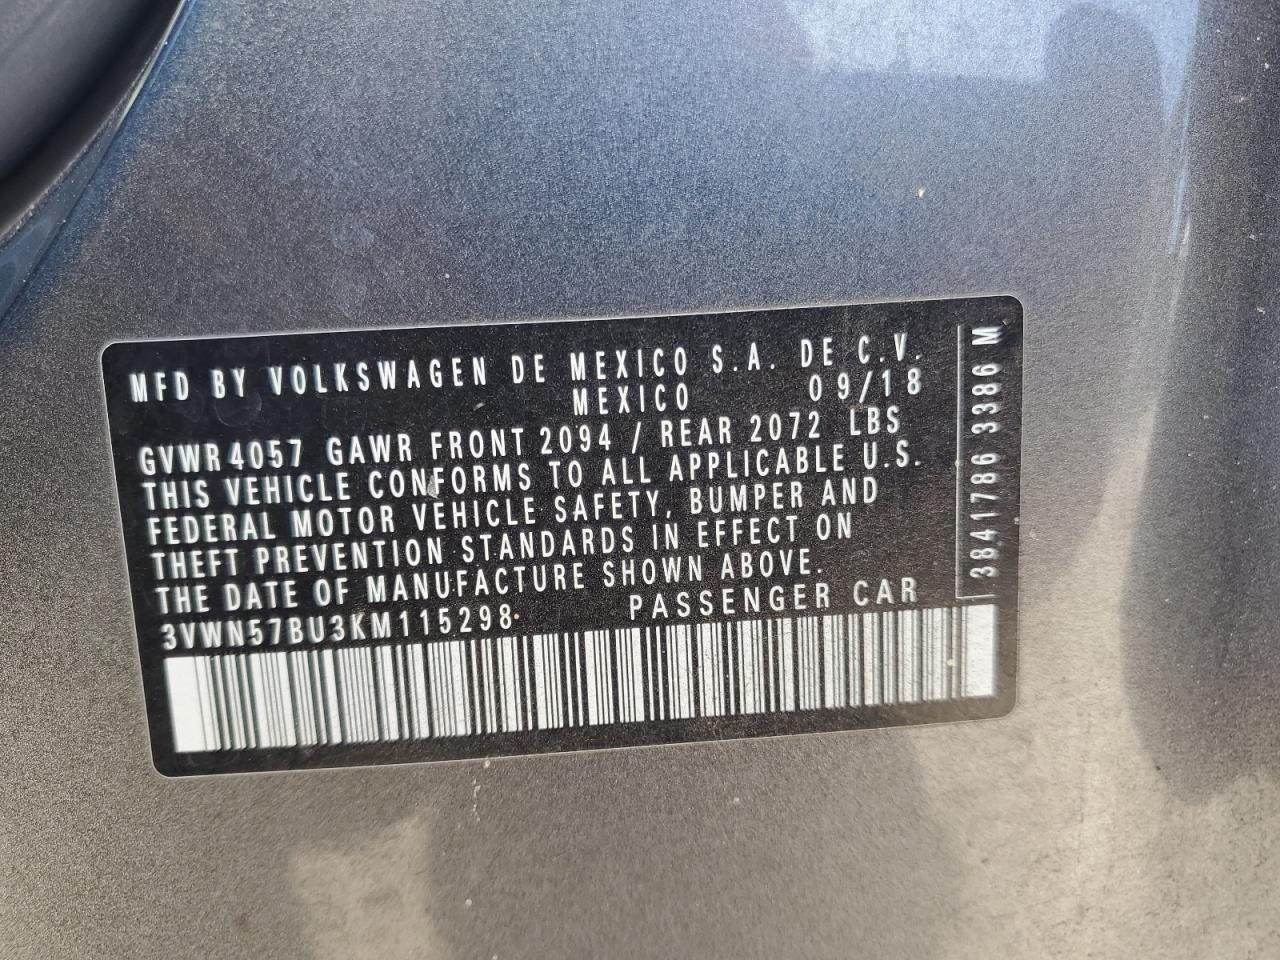 MFD BY VOLKSWAGEN DE MEXICO S.A. DE C.V.
MEXICO 09/18
GVWR 4057 GAWR FRONT 2094 / REAR 2072 LBS
THIS VEHICLE CONFORMS TO ALL APPLICABLE U.S.
FEDERAL MOTOR VEHICLE SAFETY, BUMPER AND
THEFT PREVENTION STANDARDS IN EFFECT ON
THE DATE OF MANUFACTURE SHOWN ABOVE.
3VWN57BU3KM115298 PASSENGER CAR
3841786 3386 M